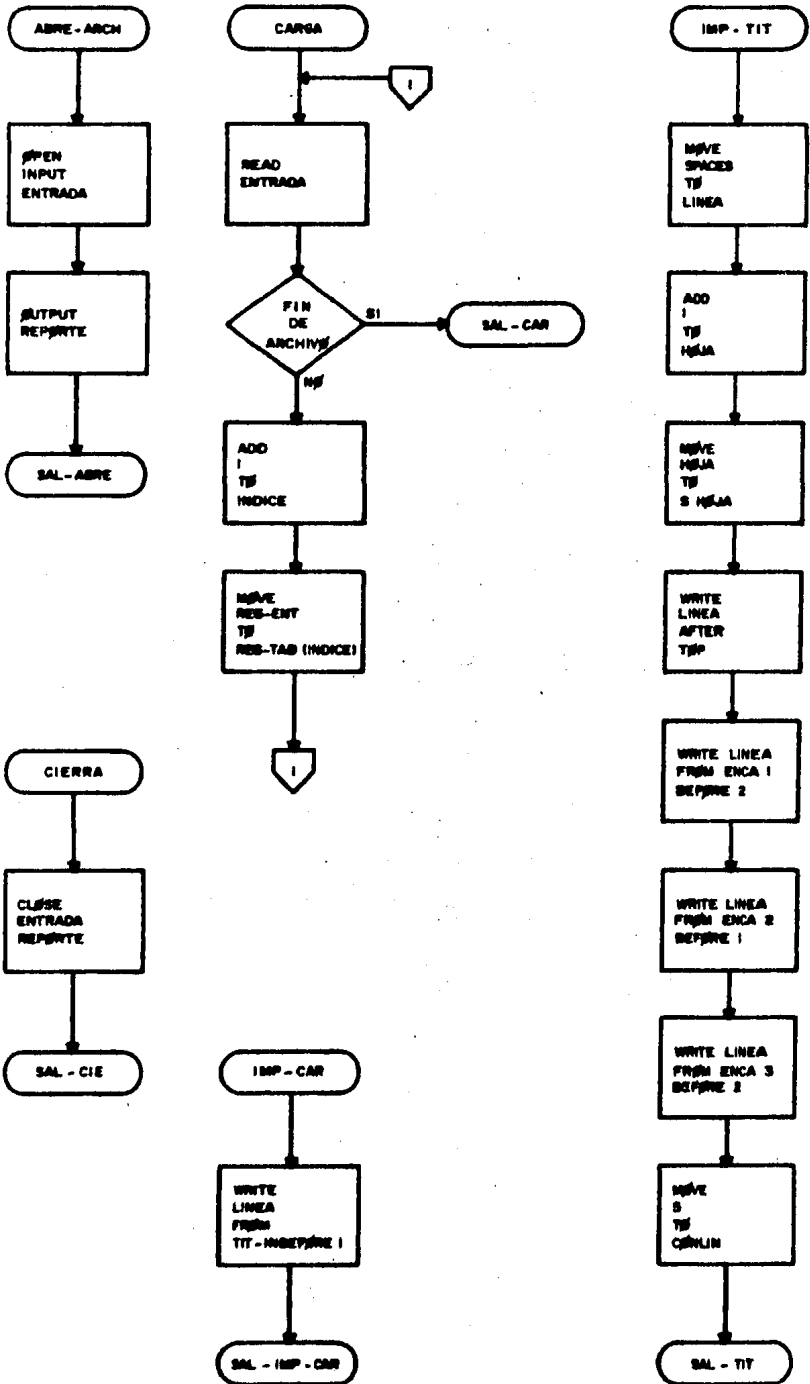 ABRE-ARCH
ØPEN
INPUT
ENTRADA
ØUTPUT
REPØRTE
SAL-ABRE
CIERRA
CLØSE
ENTRADA
REPØRTE
SAL-CIE
CARGA
1
READ
ENTRADA
FIN
DE
ARCHIVØ
SI
SAL-CAR
NØ
ADD
1
TØ
INDICE
MØVE
REG-ENT
TØ
REG-TAB (INDICE)
1
IMP-CAR
WRITE
LINEA
FRØM
TIT-INBEFØRE 1
SAL-IMP-CAR
IMP-TIT
MØVE
SPACES
TØ
LINEA
ADD
1
TØ
HØJA
MØVE
HØJA
TØ
S HØJA
WRITE
LINEA
AFTER
TØP
WRITE LINEA
FRØM ENCA 1
BEFØRE 2
WRITE LINEA
FRØM ENCA 2
BEFØRE 1
WRITE LINEA
FRØM ENCA 3
BEFØRE 2
MØVE
5
TØ
CØNLIN
SAL-TIT